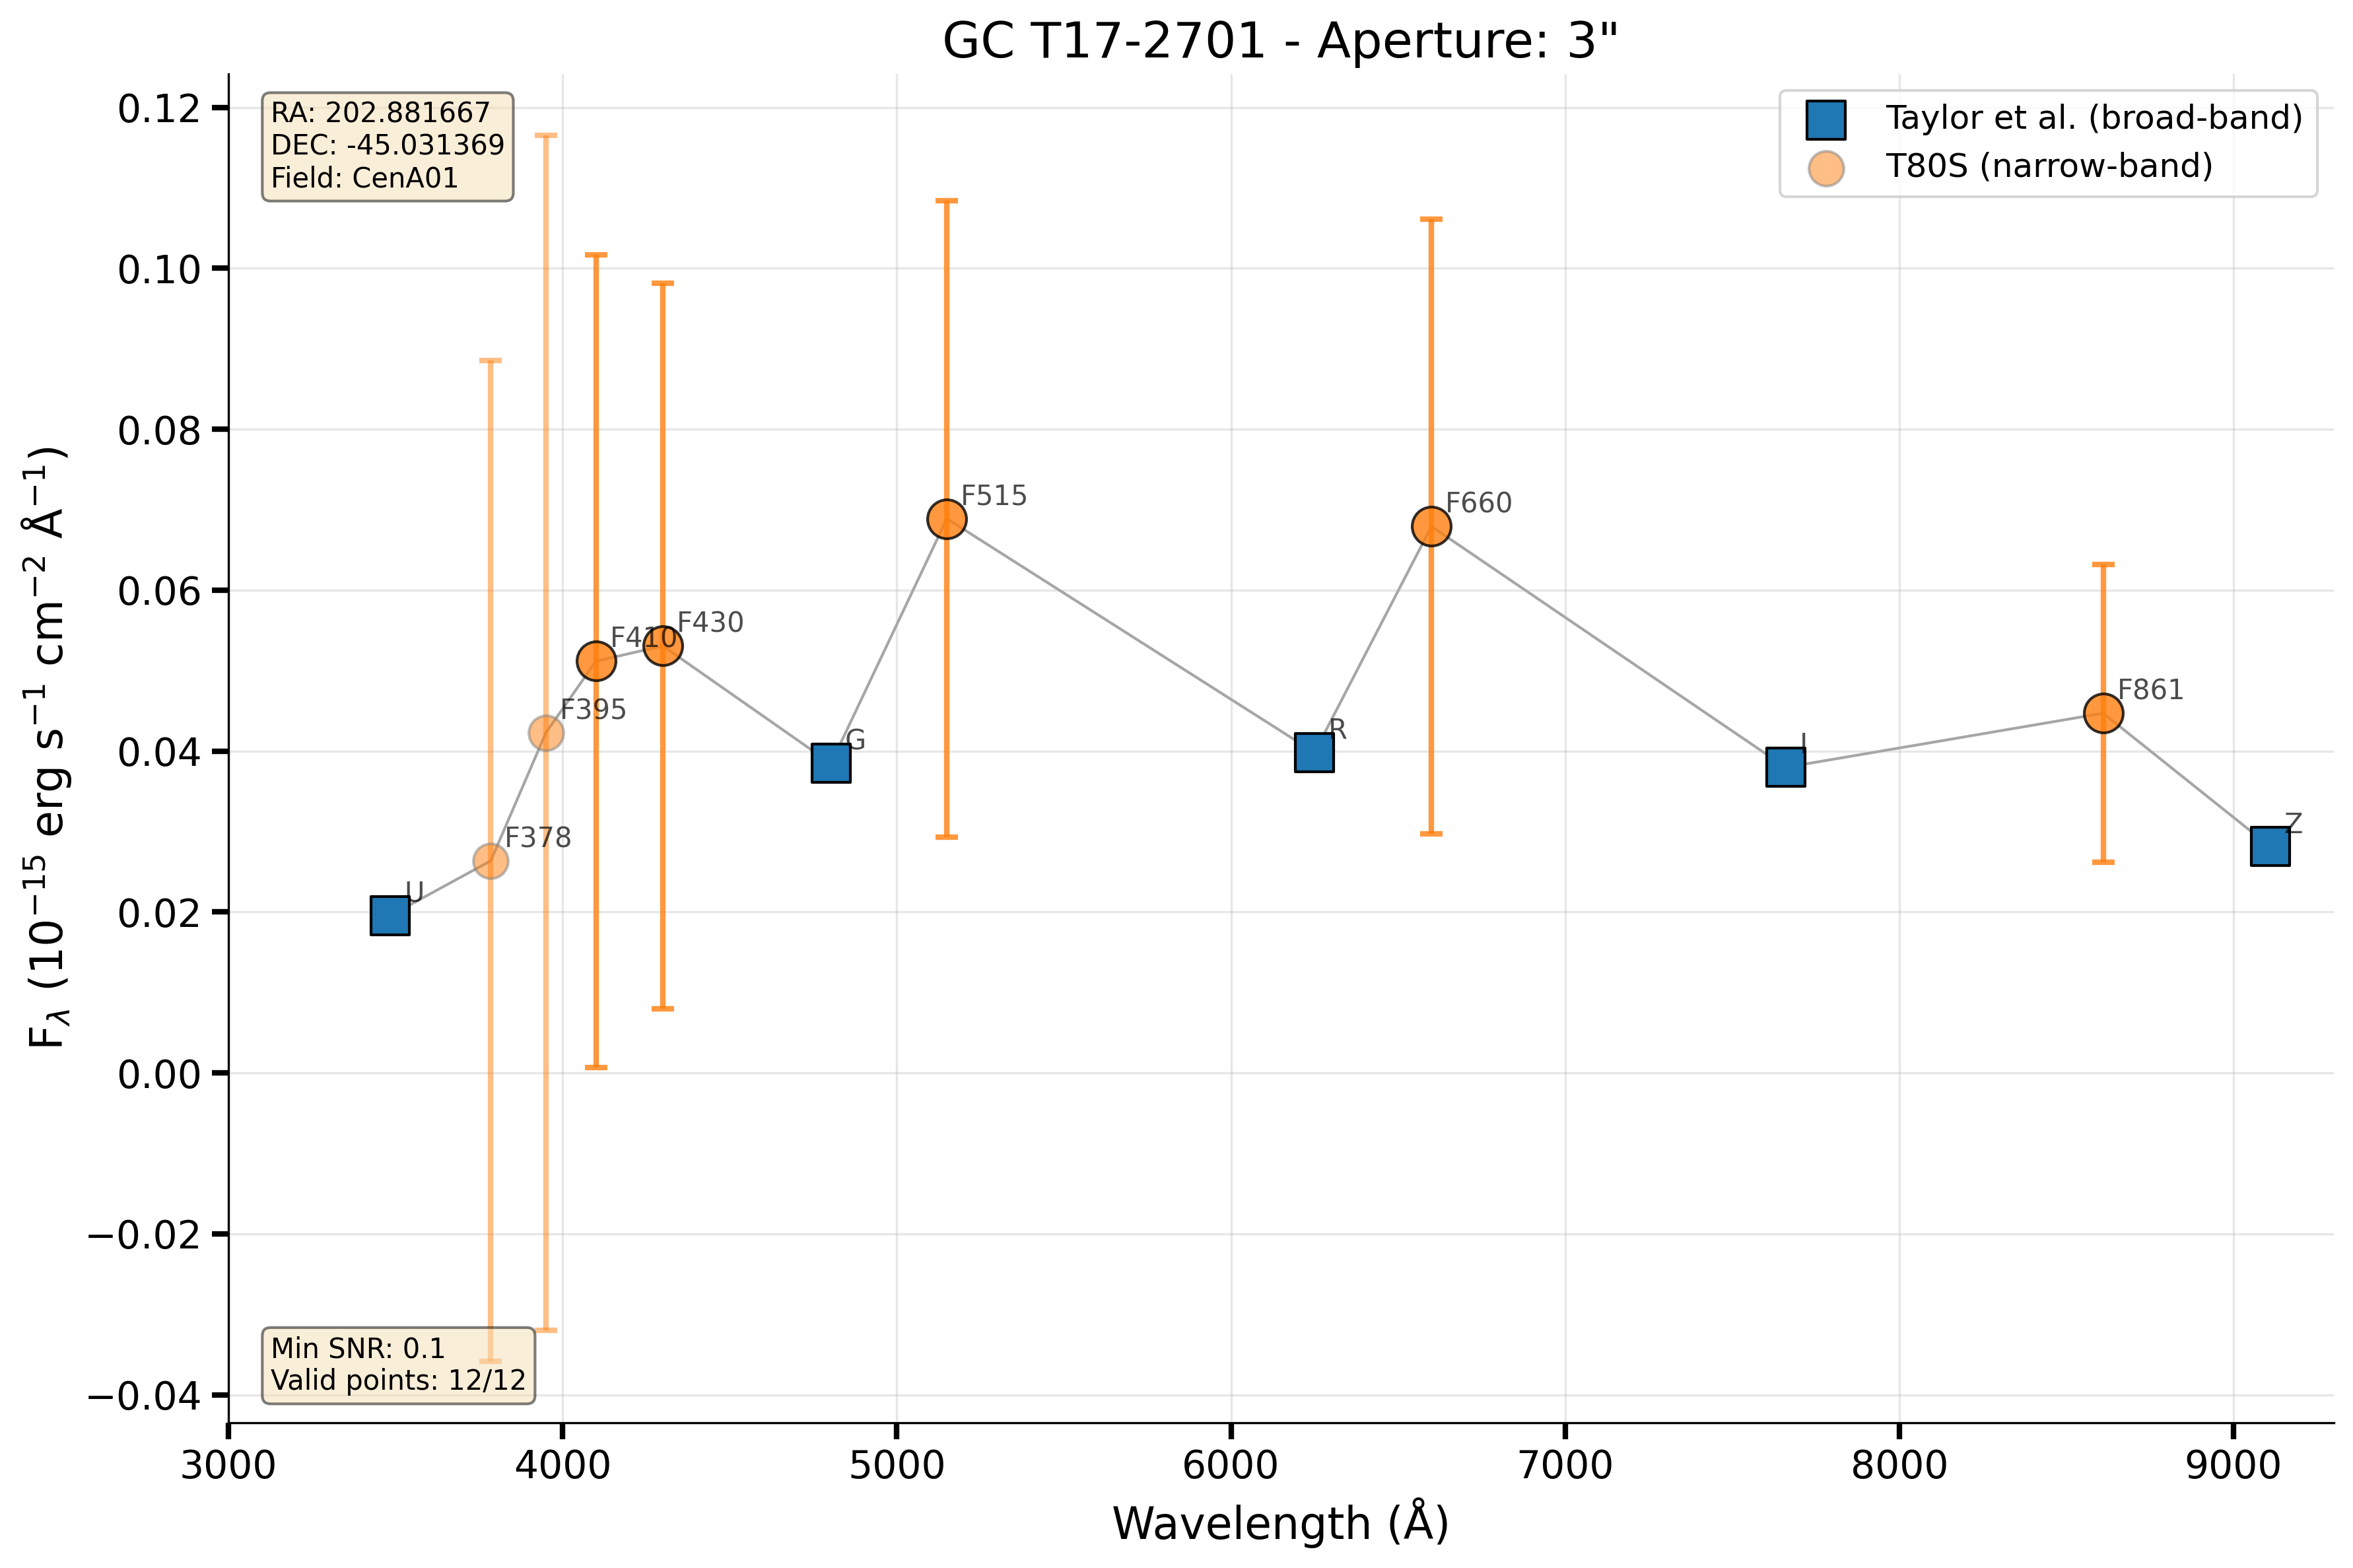 GC T17-2701 - Aperture: 3"
RA: 202.881667
DEC: -45.031369
Field: CenA01
Taylor et al. (broad-band)
T80S (narrow-band)
F_λ (10^−15 erg s^−1 cm^−2 Å^−1)
0.12
0.10
0.08
0.06
0.04
0.02
0.00
−0.02
−0.04
U
F378
F395
F410
F430
G
F515
R
F660
I
F861
Z
Min SNR: 0.1
Valid points: 12/12
3000 4000 5000 6000 7000 8000 9000
Wavelength (Å)